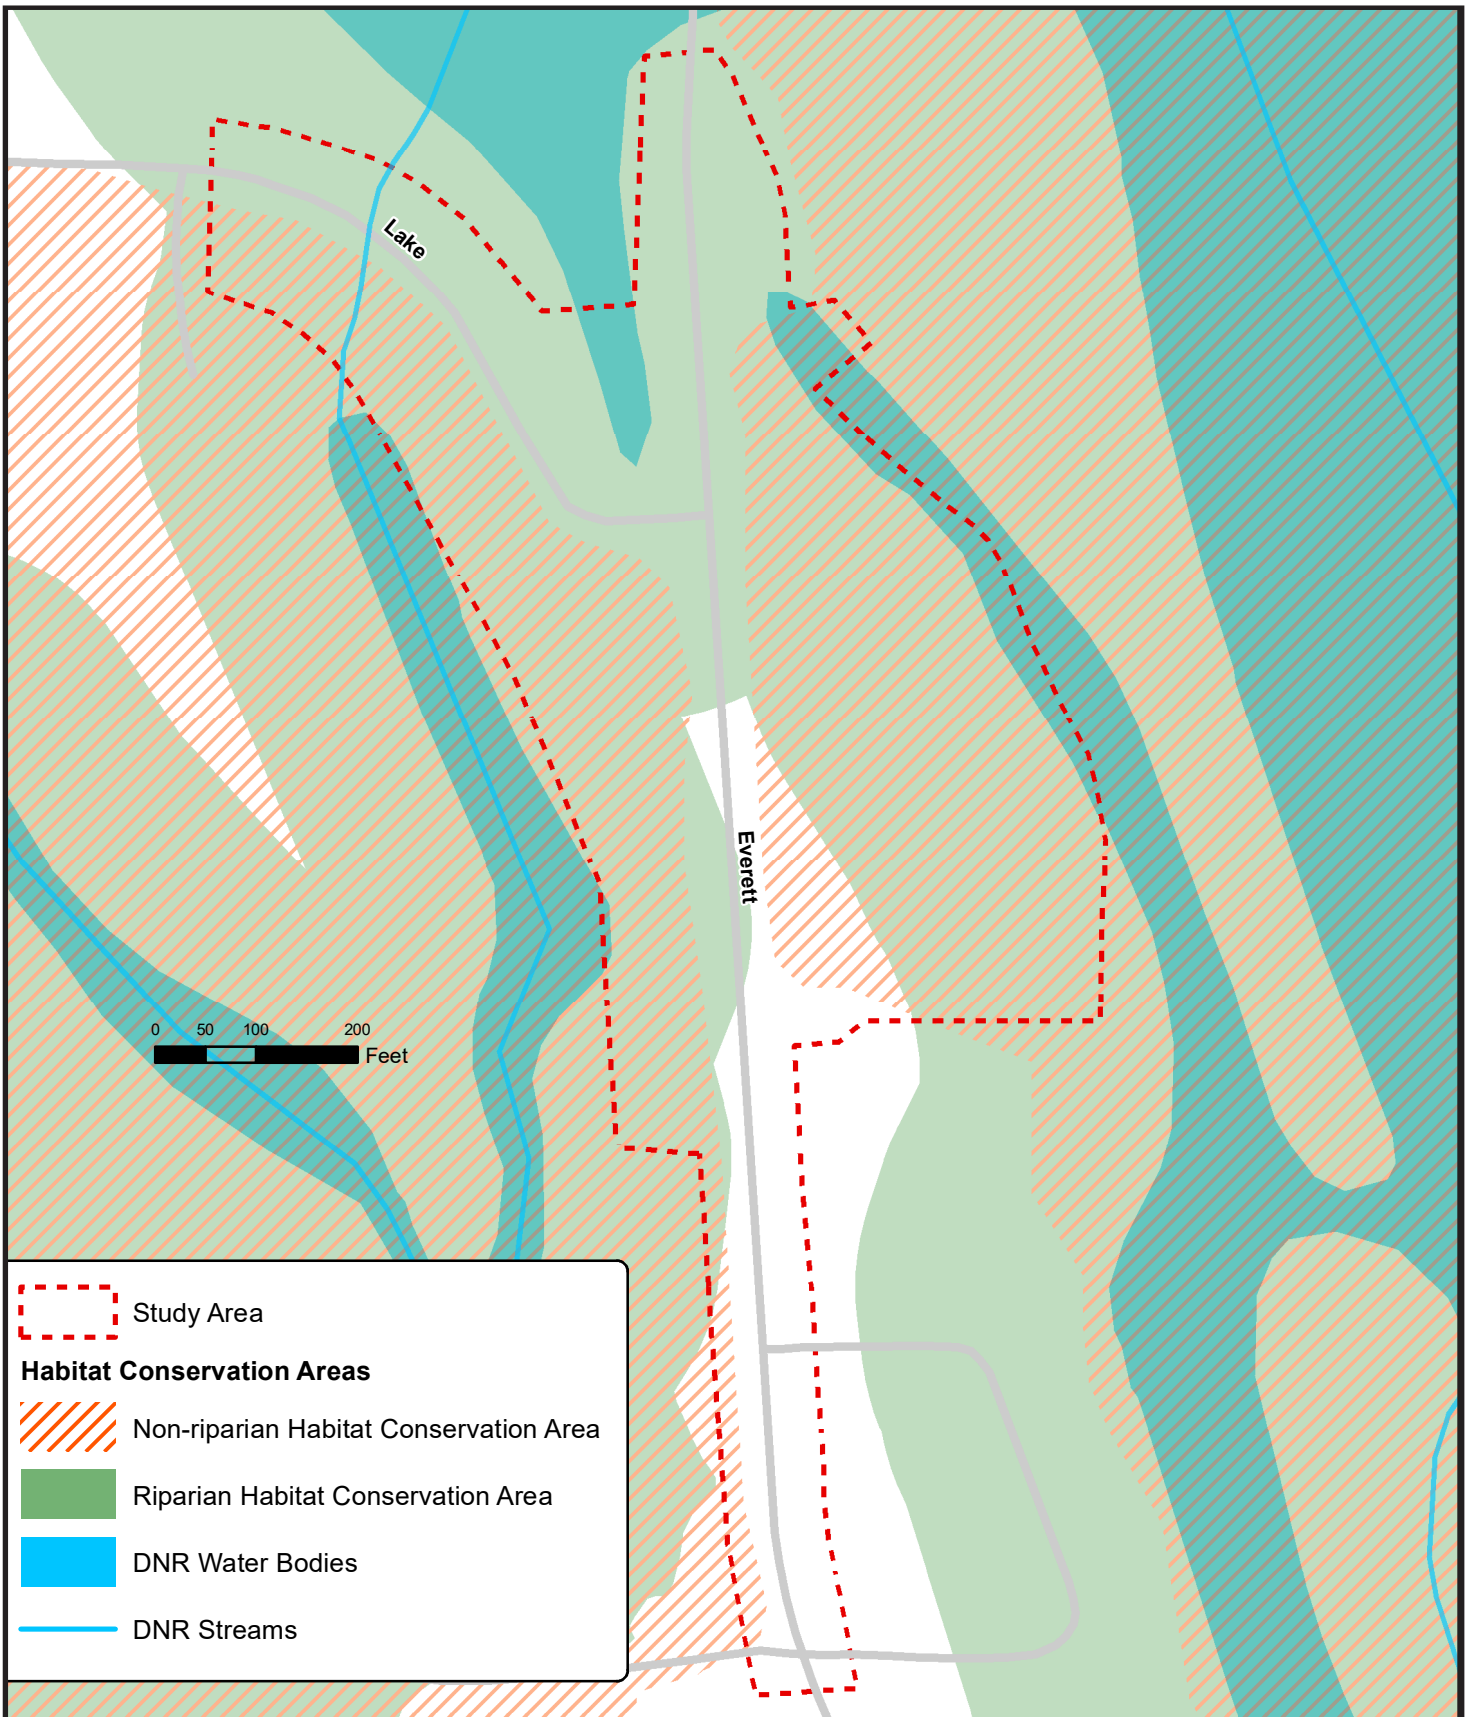 Lake
Everett
0 50 100 200
Feet
Study Area
Habitat Conservation Areas
Non-riparian Habitat Conservation Area
Riparian Habitat Conservation Area
DNR Water Bodies
DNR Streams